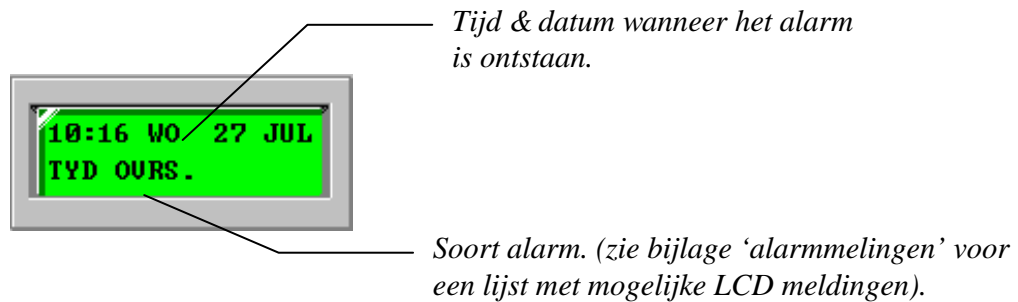 Tijd & datum wanneer het alarm
is ontstaan.
10:16 WO 27 JUL
TYD OVRS.
Soort alarm. (zie bijlage ‘alarmmelingen’ voor
een lijst met mogelijke LCD meldingen).